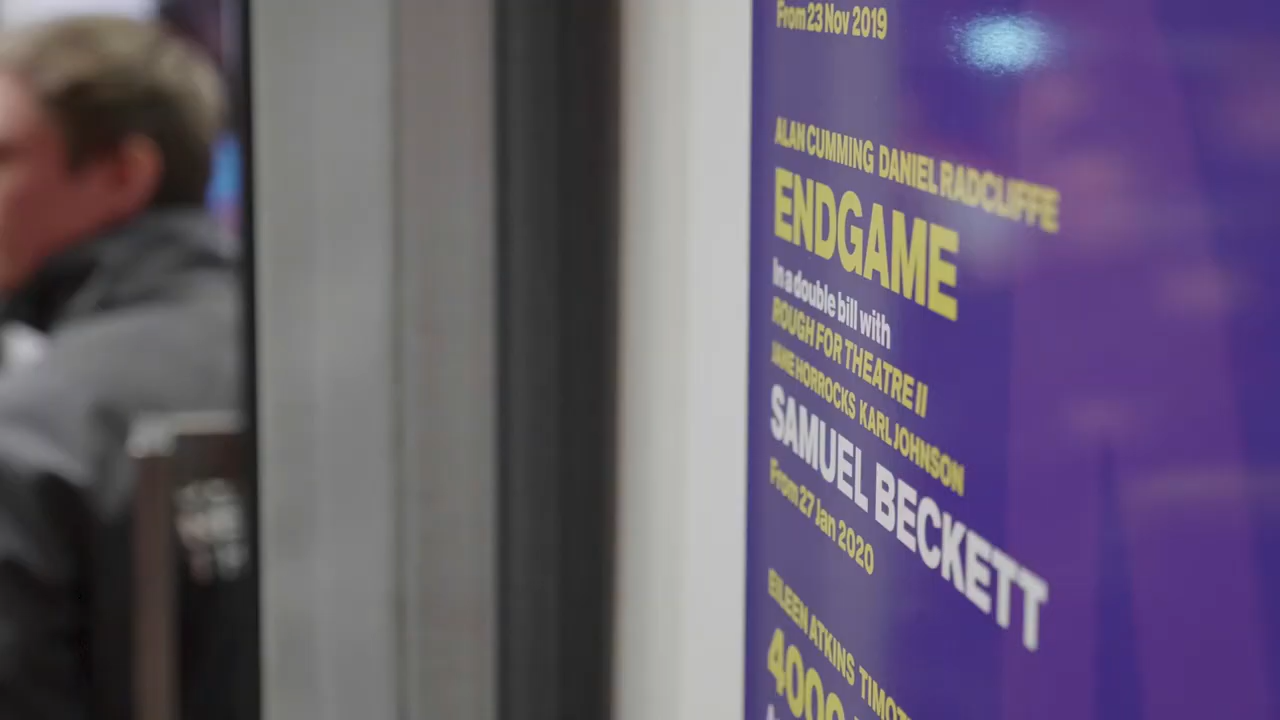 From 23 Nov 2019
ALAN CUMMING DANIEL RADCLIFFE
ENDGAME
In a double bill with
ROUGH FOR THEATRE II
JANE HORROCKS KARL JOHNSON
SAMUEL BECKETT
From 27 Jan 2020
EILEEN ATKINS
4000